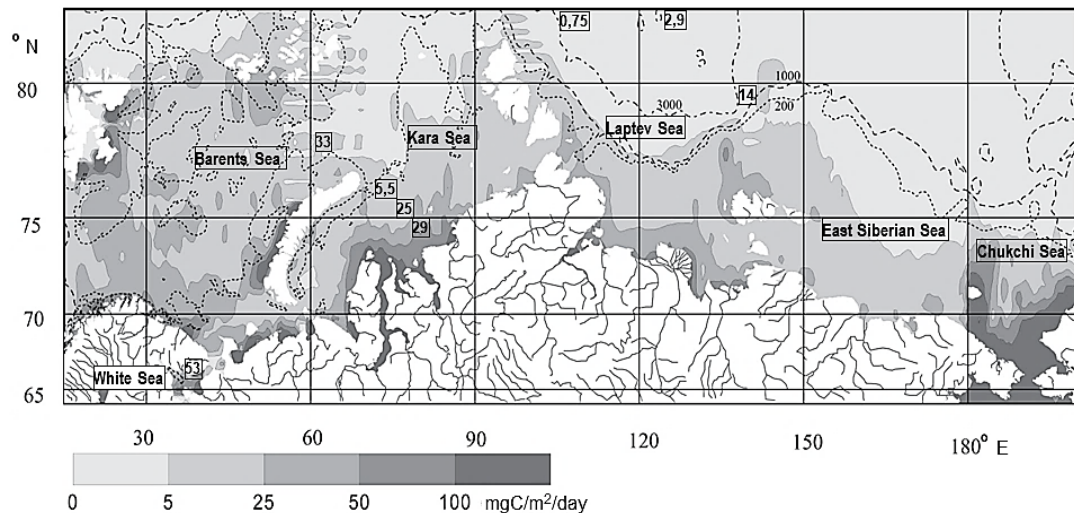 ° N
0,75
2,9
80
1000
14
3000
200
Laptev Sea
Kara Sea
33
Barents Sea
5,5
25
75
29
East Siberian Sea
Chukchi Sea
70
53
White Sea
65
30 60 90 120 150 180° E
0 5 25 50 100 mgC/m²/day